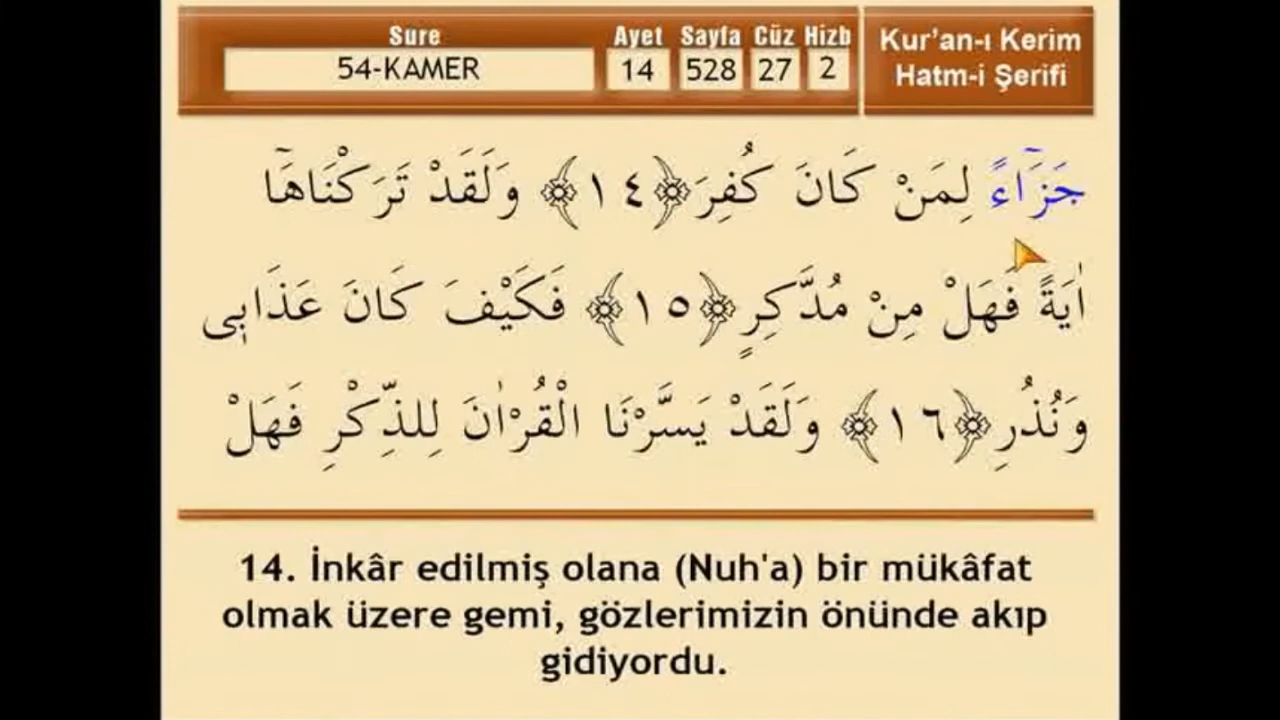 Sure Ayet Sayfa Cüz Hizb
54-KAMER 14 528 27 2
Kur'an-ı Kerim
Hatm-i Şerifi
جَزَٓاءً لِمَنْ كَانَ كُفِرَ﴿١٤﴾ وَلَقَدْ تَرَكْنَاهَٓا
اٰيَةً فَهَلْ مِنْ مُدَّكِرٍ﴿١٥﴾ فَكَيْفَ كَانَ عَذَابٖى
وَنُذُرِ﴿١٦﴾ وَلَقَدْ يَسَّرْنَا الْقُرْاٰنَ لِلذِّكْرِ فَهَلْ
14. İnkâr edilmiş olana (Nuh'a) bir mükâfat
olmak üzere gemi, gözlerimizin önünde akıp
gidiyordu.